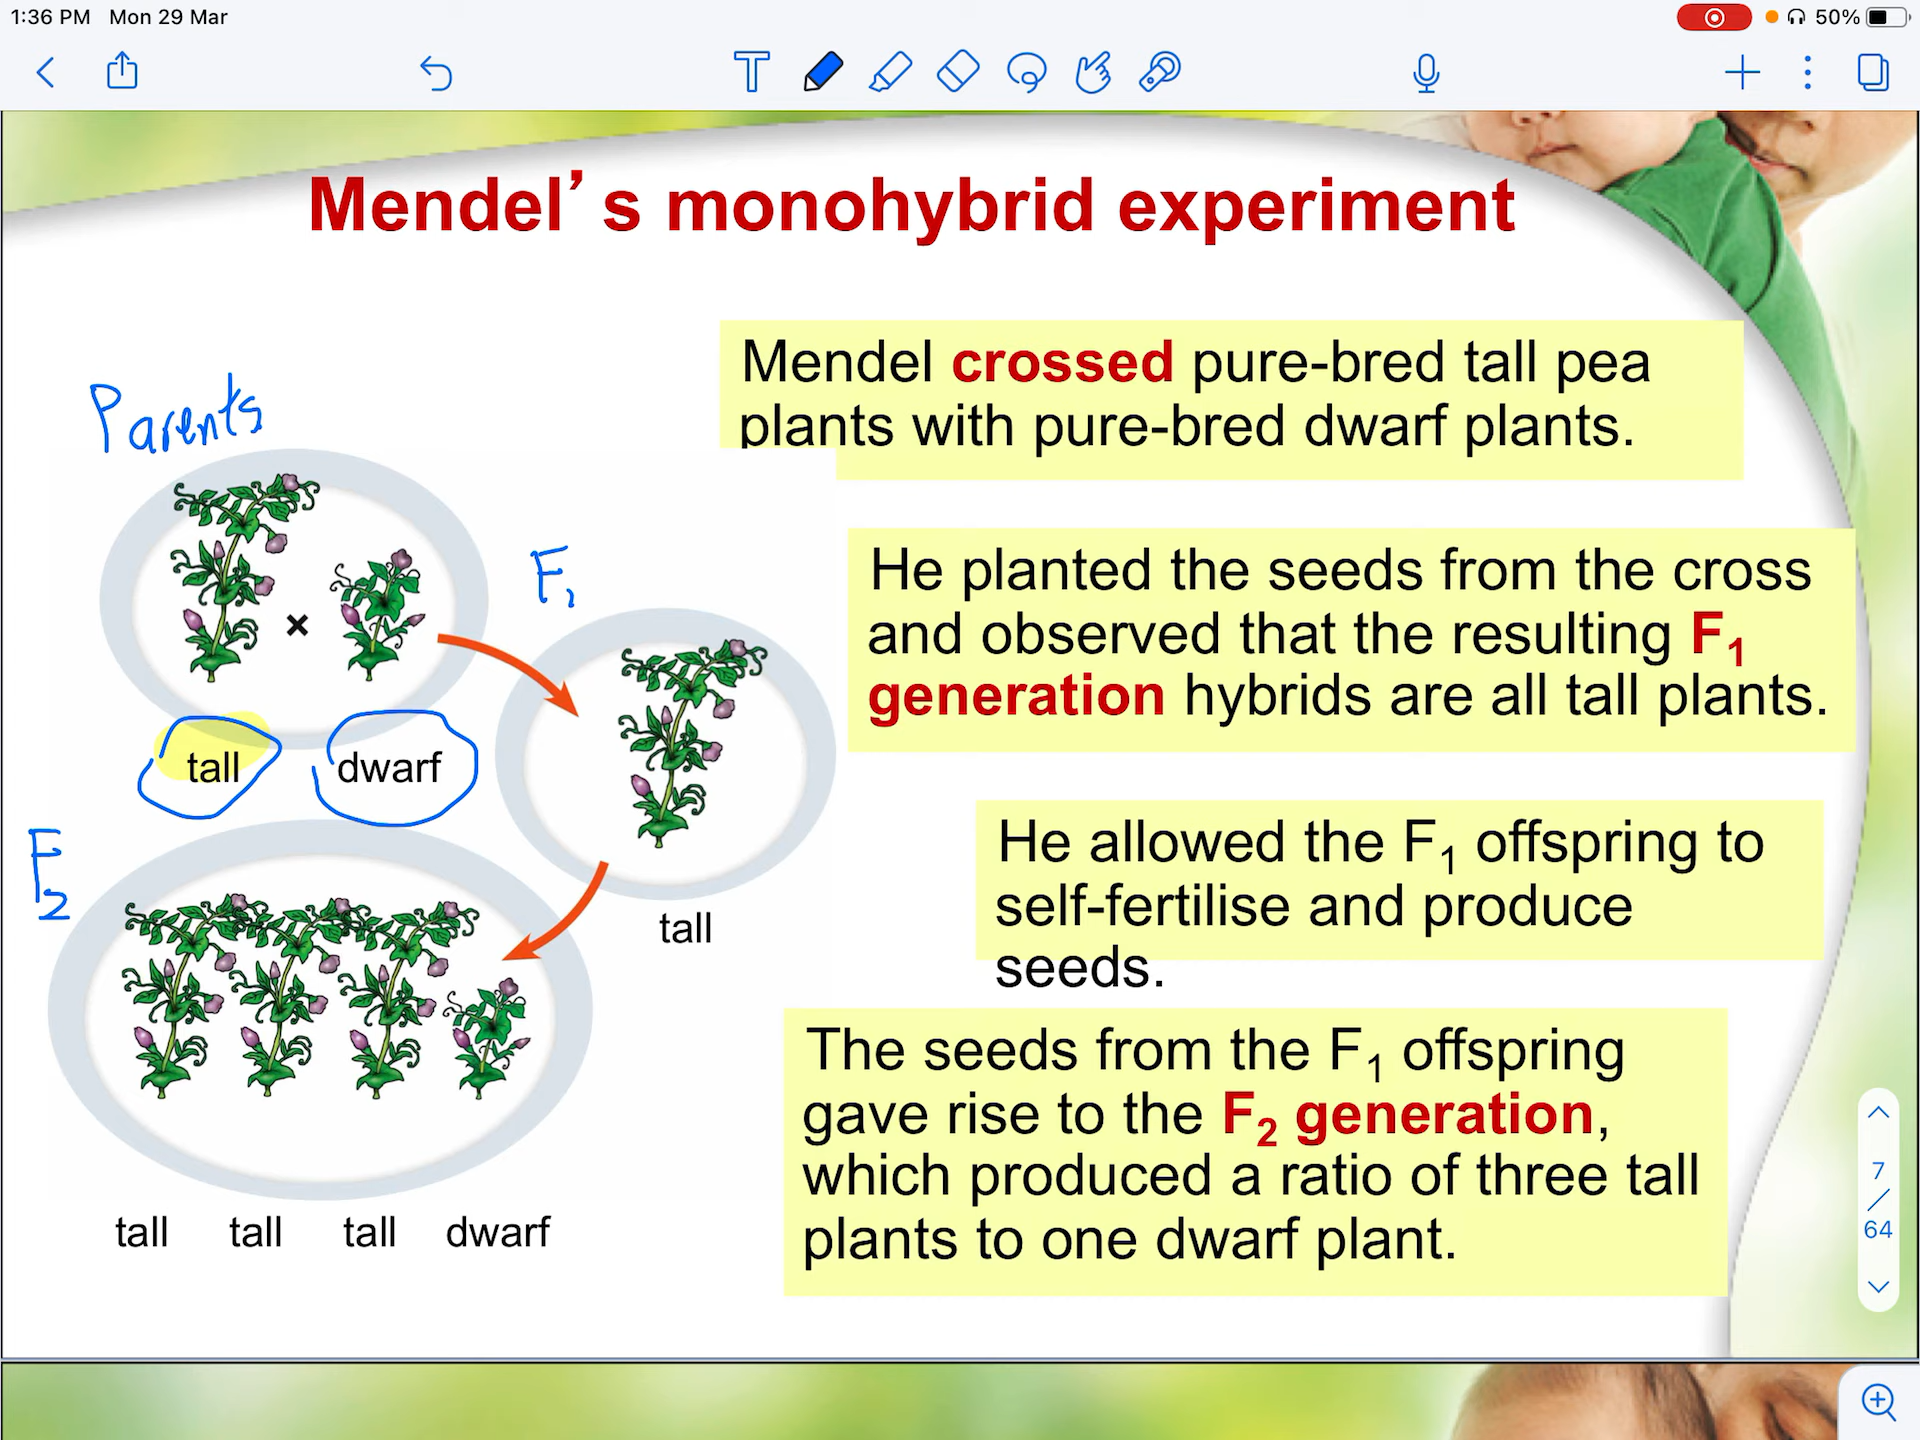 1:36 PM Mon 29 Mar
50%
T
Mendel’s monohybrid experiment
Mendel crossed pure-bred tall pea
plants with pure-bred dwarf plants.
Parents
×
F₁
He planted the seeds from the cross
and observed that the resulting F₁
generation hybrids are all tall plants.
tall dwarf
F₂
tall
He allowed the F₁ offspring to
self-fertilise and produce
seeds.
The seeds from the F₁ offspring
gave rise to the F₂ generation,
which produced a ratio of three tall
plants to one dwarf plant.
tall tall tall dwarf
7
/
64